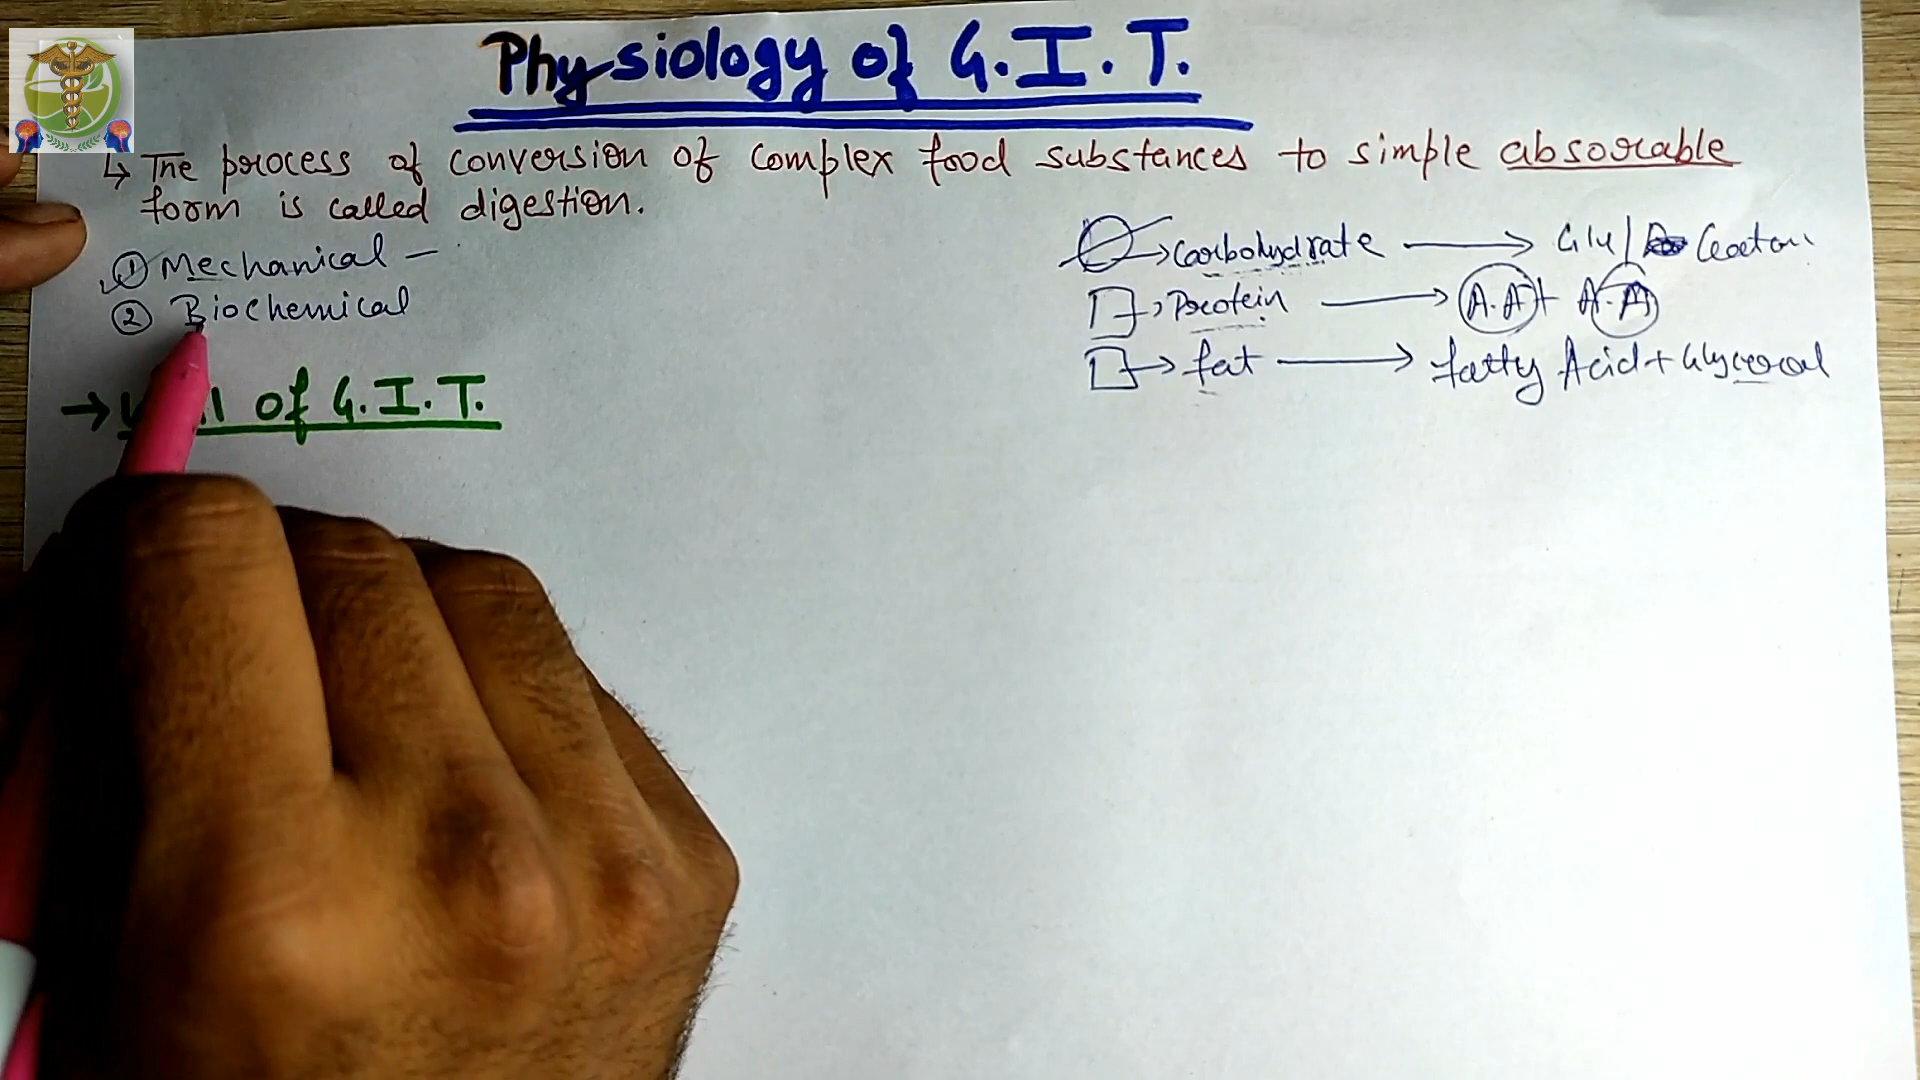 Physiology of G.I.T.
↳ The process of conversion of complex food substances to simple absorable
form is called digestion.
① Mechanical –
② Biochemical
→ Carbohydrate → Glu/
→ Protein → A.A + A.A
→ fat → fatty Acid + Glycerol
→ of G.I.T.